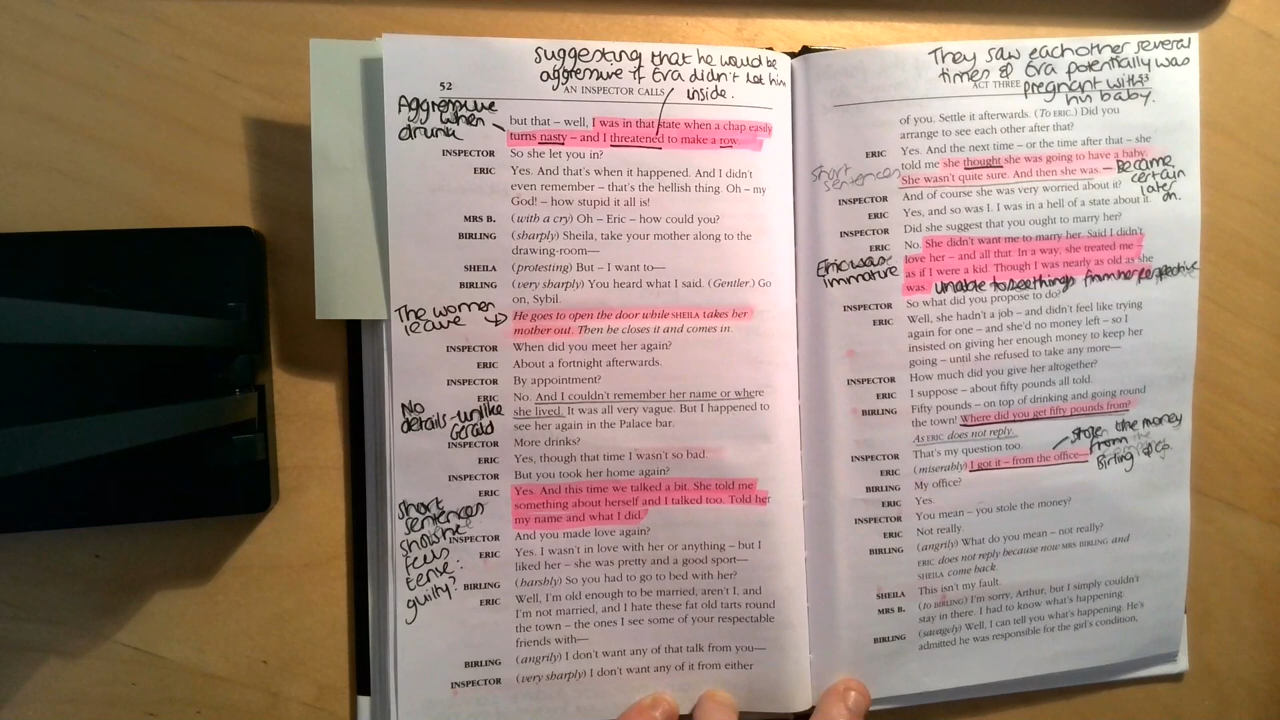 suggesting that he would be
aggressive if Eva didn't let him
inside.
52
AN INSPECTOR CALLS
Aggressive
when
drunk
but that – well, I was in that state when a chap easily
turns nasty – and I threatened to make a row.
INSPECTOR So she let you in?
ERIC Yes. And that's when it happened. And I didn't
even remember – that's the hellish thing. Oh – my
God! – how stupid it all is!
MRS B. (with a cry) Oh – Eric – how could you?
BIRLING (sharply) Sheila, take your mother along to the
drawing-room—
SHEILA (protesting) But – I want to—
BIRLING (very sharply) You heard what I said. (Gentler.) Go
on, Sybil.
The women
leave
He goes to open the door while SHEILA takes her
mother out. Then he closes it and comes in.
INSPECTOR When did you meet her again?
ERIC About a fortnight afterwards.
INSPECTOR By appointment?
ERIC No. And I couldn't remember her name or where
she lived. It was all very vague. But I happened to
see her again in the Palace bar.
No
details - unlike
Gerald
INSPECTOR More drinks?
ERIC Yes, though that time I wasn't so bad.
INSPECTOR But you took her home again?
ERIC Yes. And this time we talked a bit. She told me
something about herself and I talked too. Told her
my name and what I did.
short
sentences
show he
feels
tense:
guilty?
INSPECTOR And you made love again?
ERIC Yes. I wasn't in love with her or anything – but I
liked her – she was pretty and a good sport—
BIRLING (harshly) So you had to go to bed with her?
ERIC Well, I'm old enough to be married, aren't I, and
I'm not married, and I hate these fat old tarts round
the town – the ones I see some of your respectable
friends with—
BIRLING (angrily) I don't want any of that talk from you—
INSPECTOR (very sharply) I don't want any of it from either
They saw eachother several
times & Eva potentially was
pregnant with
his baby.
ACT THREE
53
of you. Settle it afterwards. (To ERIC.) Did you
arrange to see each other after that?
ERIC Yes. And the next time – or the time after that – she
told me she thought she was going to have a baby.
She wasn't quite sure. And then she was.
short
sentences
– Became
certain
later
on.
INSPECTOR And of course she was very worried about it?
ERIC Yes, and so was I. I was in a hell of a state about it.
INSPECTOR Did she suggest that you ought to marry her?
ERIC No. She didn't want me to marry her. Said I didn't
love her – and all that. In a way, she treated me –
as if I were a kid. Though I was nearly as old as she
was.
Eric was
immature
unable to see things from her perspective
INSPECTOR So what did you propose to do?
ERIC Well, she hadn't a job – and didn't feel like trying
again for one – and she'd no money left – so I
insisted on giving her enough money to keep her
going – until she refused to take any more—
INSPECTOR How much did you give her altogether?
ERIC I suppose – about fifty pounds all told.
BIRLING Fifty pounds – on top of drinking and going round
the town! Where did you get fifty pounds from?
As ERIC does not reply.
INSPECTOR That's my question too.
ERIC (miserably) I got it – from the office—
stole the money
from
Birling & Co.
BIRLING My office?
ERIC Yes.
INSPECTOR You mean – you stole the money?
ERIC Not really.
BIRLING (angrily) What do you mean – not really?
ERIC does not reply because now MRS BIRLING and
SHEILA come back.
SHEILA This isn't my fault.
MRS B. (to BIRLING) I'm sorry, Arthur, but I simply couldn't
stay in there. I had to know what's happening.
BIRLING (savagely) Well, I can tell you what's happening. He's
admitted he was responsible for the girl's condition,